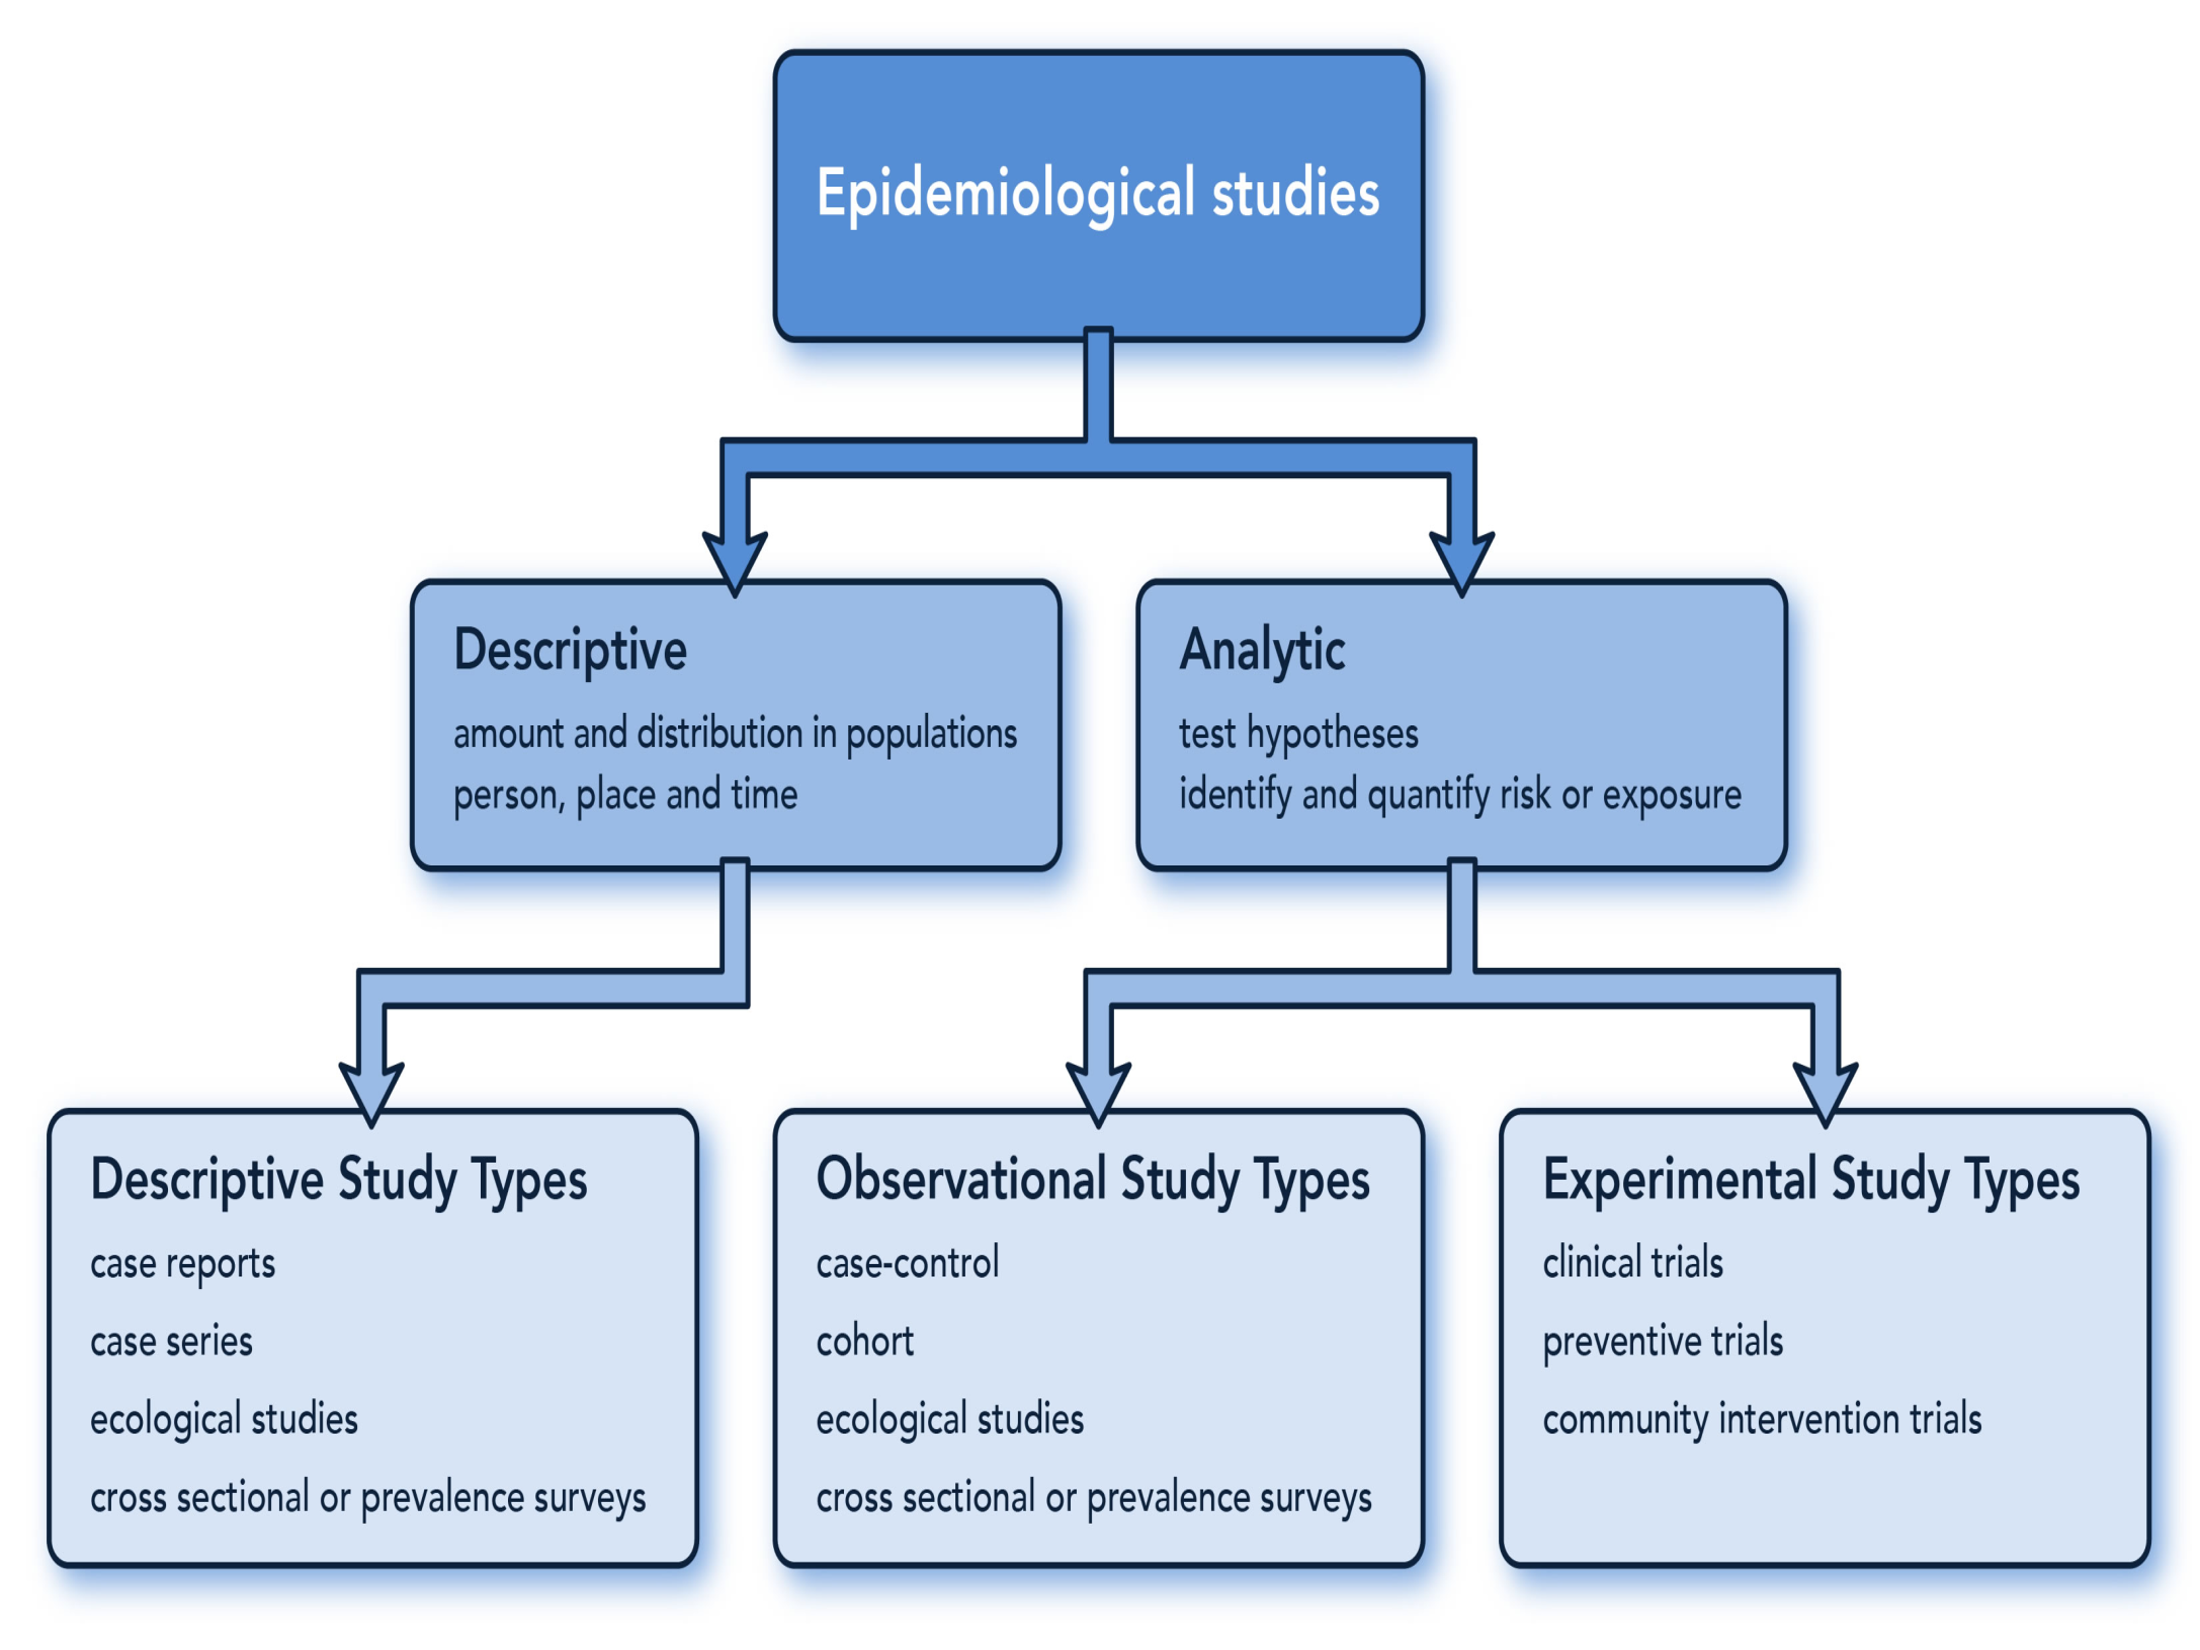 Epidemiological studies
Descriptive
amount and distribution in populations
person, place and time
Analytic
test hypotheses
identify and quantify risk or exposure
Descriptive Study Types
case reports
case series
ecological studies
cross sectional or prevalence surveys
Observational Study Types
case-control
cohort
ecological studies
cross sectional or prevalence surveys
Experimental Study Types
clinical trials
preventive trials
community intervention trials